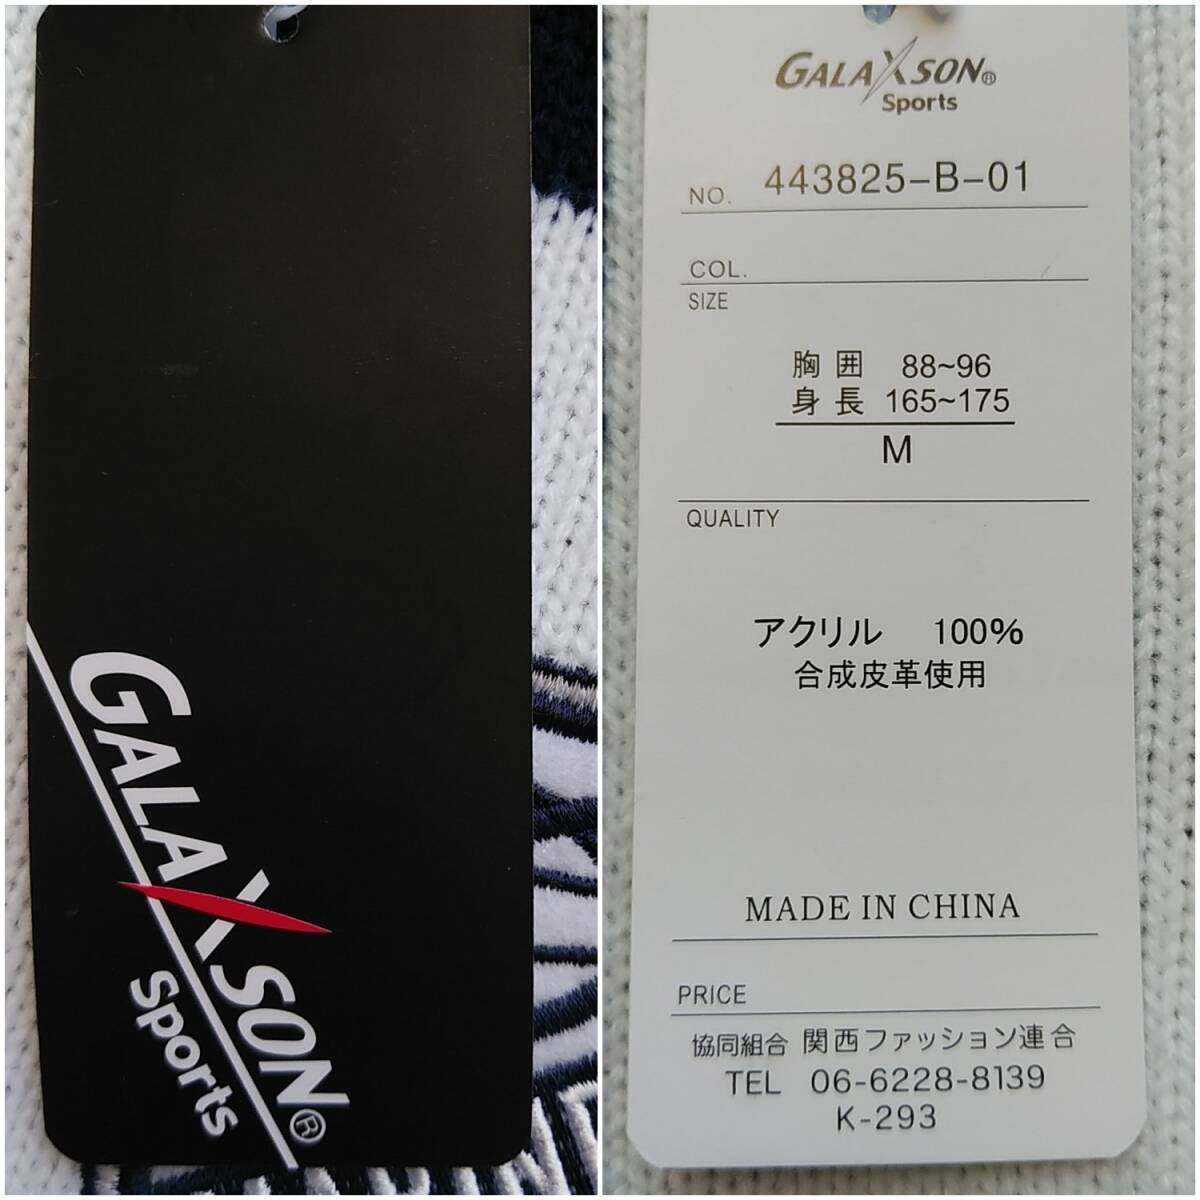 GALAXSON®
Sports
GALAXSON®
Sports
NO. 443825-B-01
COL.
SIZE
胸囲 88~96
身長 165~175
M
QUALITY
アクリル 100%
合成皮革使用
MADE IN CHINA
PRICE
協同組合 関西ファッション連合
TEL 06-6228-8139
K-293